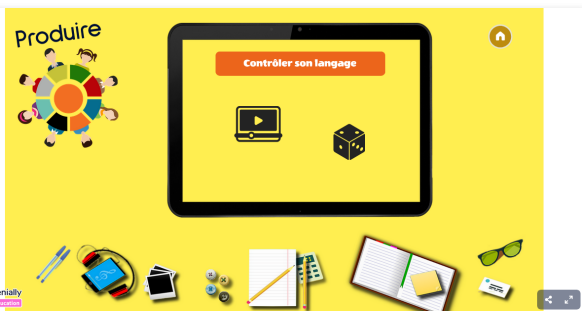 Produire
Contrôler son langage
enially
ucation